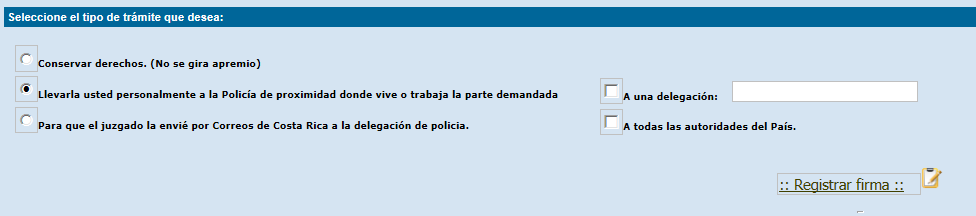 Seleccione el tipo de trámite que desea:
Conservar derechos. (No se gira apremio)
Llevarla usted personalmente a la Policía de proximidad donde vive o trabaja la parte demandada
A una delegación:
Para que el juzgado la envié por Correos de Costa Rica a la delegación de policia.
A todas las autoridades del País.
:: Registrar firma ::